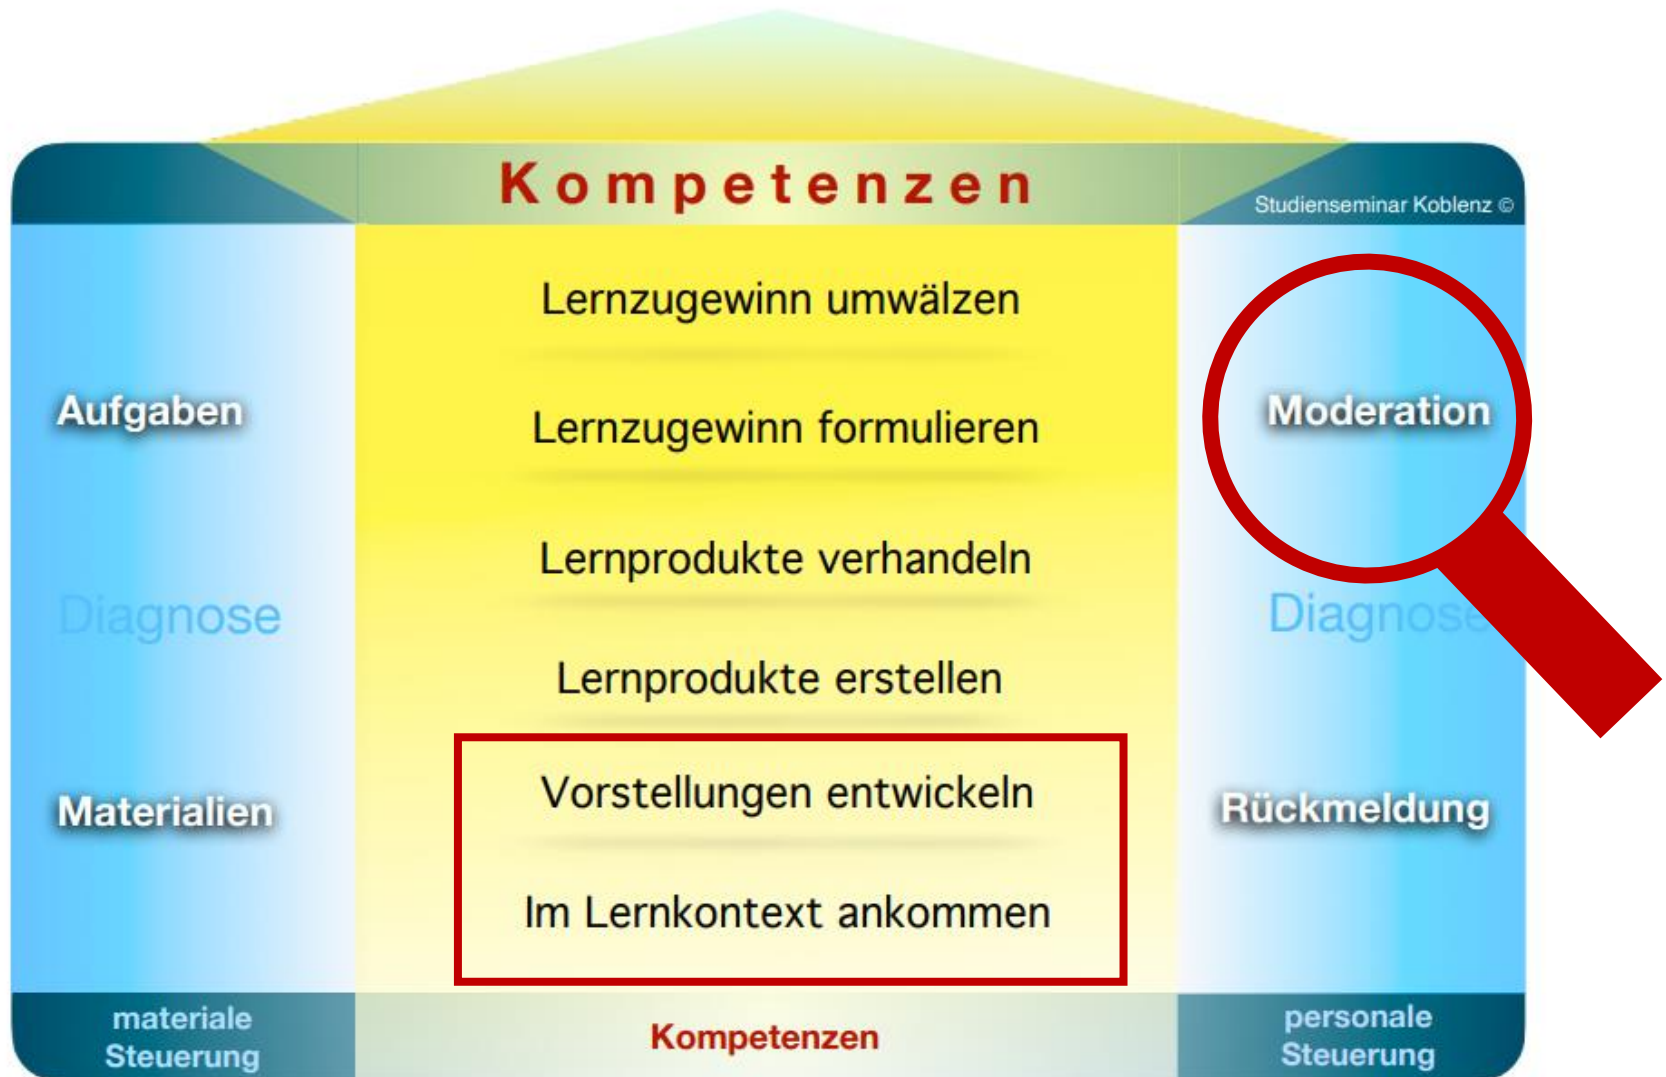 Kompetenzen
Studienseminar Koblenz ©
Lernzugewinn umwälzen
Aufgaben
Lernzugewinn formulieren
Moderation
Lernprodukte verhandeln
Diagnose
Diagnose
Lernprodukte erstellen
Materialien
Vorstellungen entwickeln
Rückmeldung
Im Lernkontext ankommen
materiale
Steuerung
Kompetenzen
personale
Steuerung